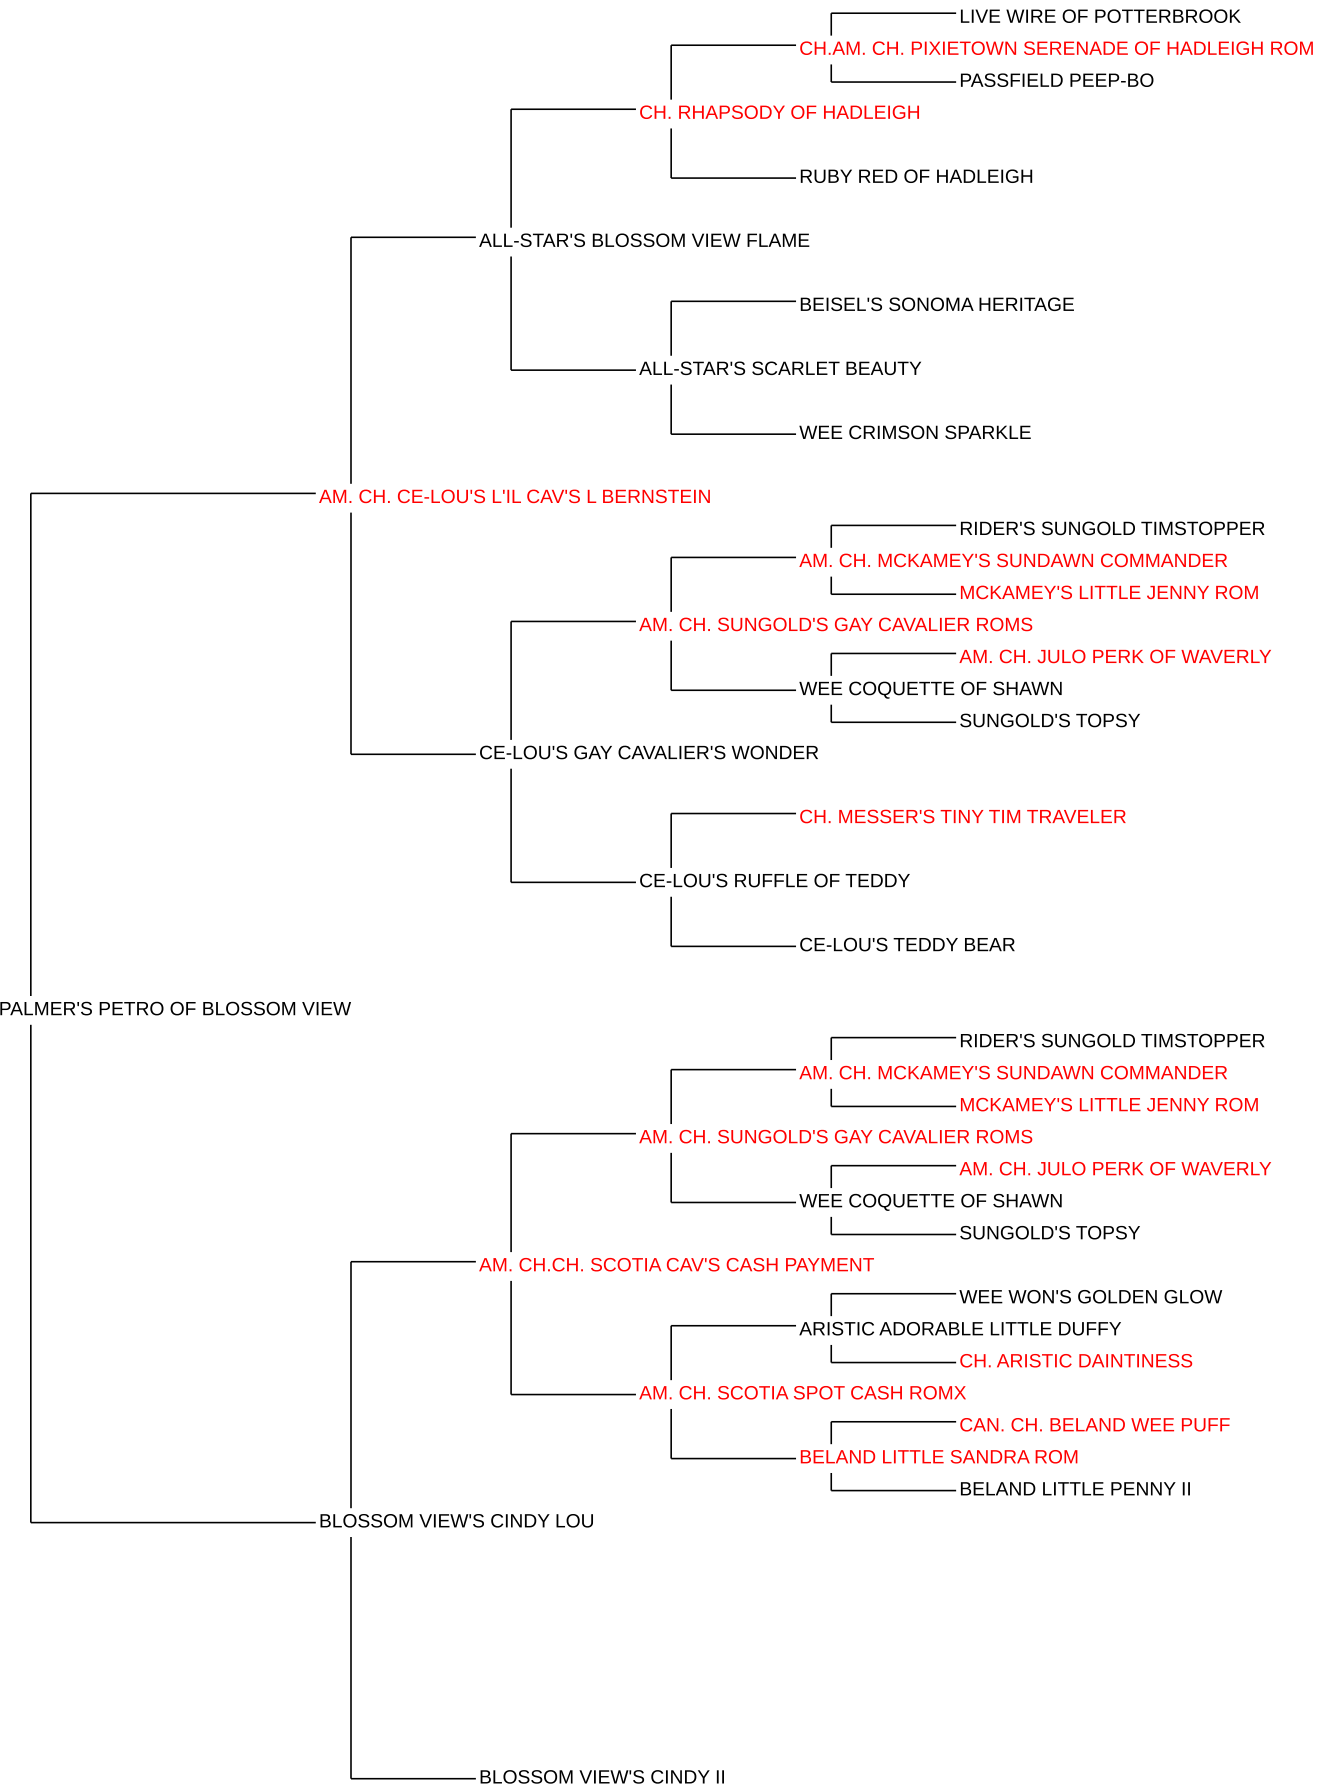 LIVE WIRE OF POTTERBROOK
CH.AM. CH. PIXIETOWN SERENADE OF HADLEIGH ROM
PASSFIELD PEEP-BO
CH. RHAPSODY OF HADLEIGH
RUBY RED OF HADLEIGH
ALL-STAR'S BLOSSOM VIEW FLAME
BEISEL'S SONOMA HERITAGE
ALL-STAR'S SCARLET BEAUTY
WEE CRIMSON SPARKLE
AM. CH. CE-LOU'S L'IL CAV'S L BERNSTEIN
RIDER'S SUNGOLD TIMSTOPPER
AM. CH. MCKAMEY'S SUNDAWN COMMANDER
MCKAMEY'S LITTLE JENNY ROM
AM. CH. SUNGOLD'S GAY CAVALIER ROMS
AM. CH. JULO PERK OF WAVERLY
WEE COQUETTE OF SHAWN
SUNGOLD'S TOPSY
CE-LOU'S GAY CAVALIER'S WONDER
CH. MESSER'S TINY TIM TRAVELER
CE-LOU'S RUFFLE OF TEDDY
CE-LOU'S TEDDY BEAR
PALMER'S PETRO OF BLOSSOM VIEW
RIDER'S SUNGOLD TIMSTOPPER
AM. CH. MCKAMEY'S SUNDAWN COMMANDER
MCKAMEY'S LITTLE JENNY ROM
AM. CH. SUNGOLD'S GAY CAVALIER ROMS
AM. CH. JULO PERK OF WAVERLY
WEE COQUETTE OF SHAWN
SUNGOLD'S TOPSY
AM. CH.CH. SCOTIA CAV'S CASH PAYMENT
WEE WON'S GOLDEN GLOW
ARISTIC ADORABLE LITTLE DUFFY
CH. ARISTIC DAINTINESS
AM. CH. SCOTIA SPOT CASH ROMX
CAN. CH. BELAND WEE PUFF
BELAND LITTLE SANDRA ROM
BELAND LITTLE PENNY II
BLOSSOM VIEW'S CINDY LOU
BLOSSOM VIEW'S CINDY II